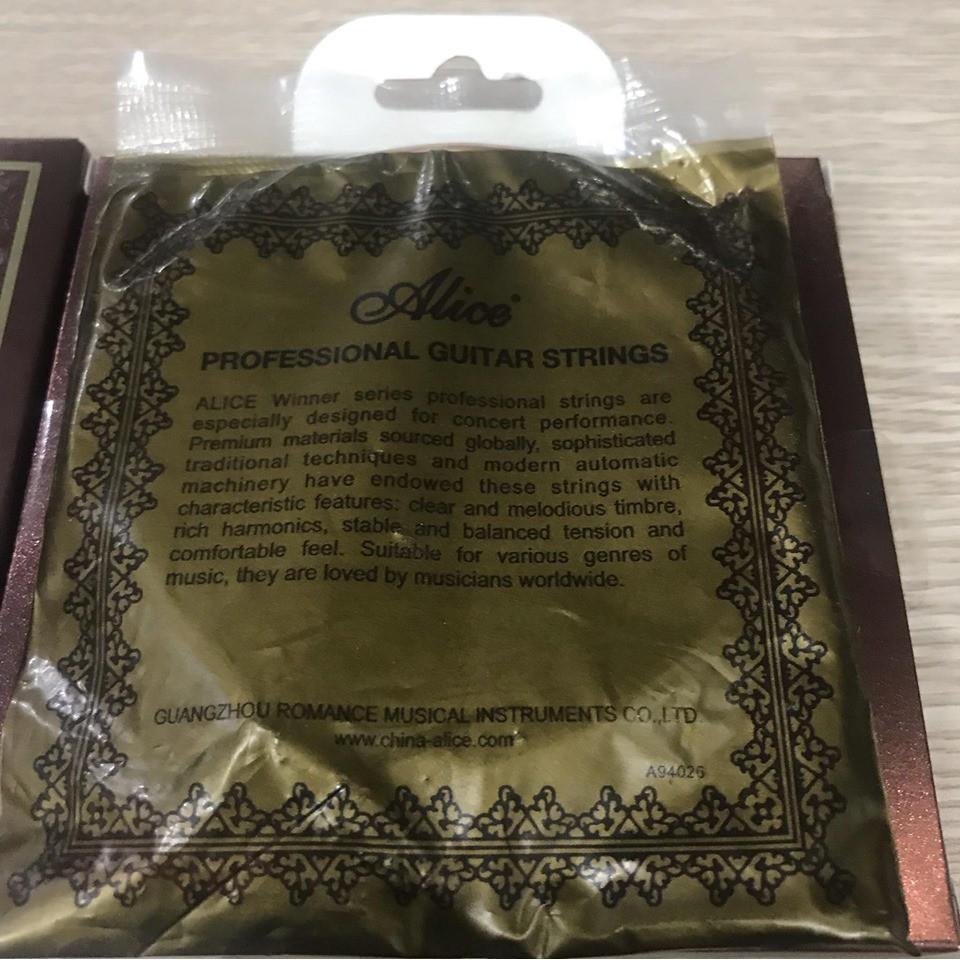 Alice®
PROFESSIONAL GUITAR STRINGS
ALICE Winner series professional strings are
especially designed for concert performance.
Premium materials sourced globally, sophisticated
traditional techniques and modern automatic
machinery have endowed these strings with
characteristic features: clear and melodious timbre,
rich harmonics, stable and balanced tension and
comfortable feel. Suitable for various genres of
music, they are loved by musicians worldwide.
GUANGZHOU ROMANCE MUSICAL INSTRUMENTS CO.,LTD.
www.china-alice.com
A94026